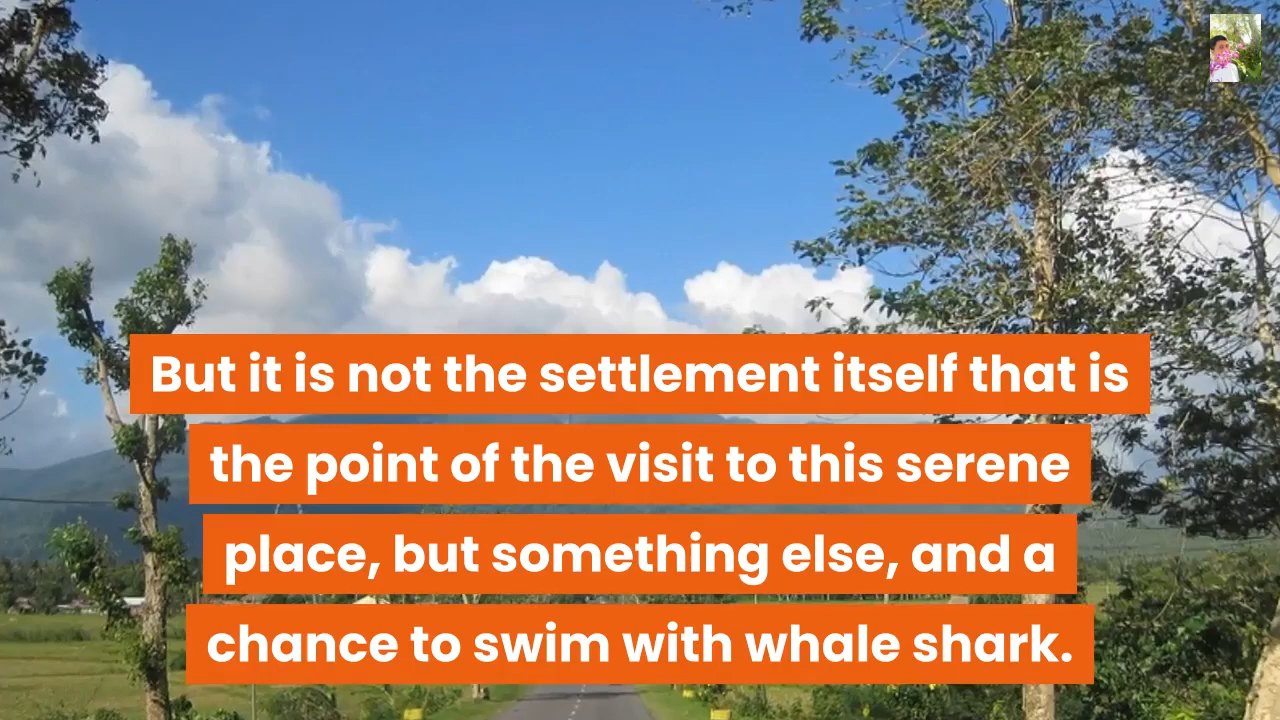 But it is not the settlement itself that is
the point of the visit to this serene
place, but something else, and a
chance to swim with whale shark.